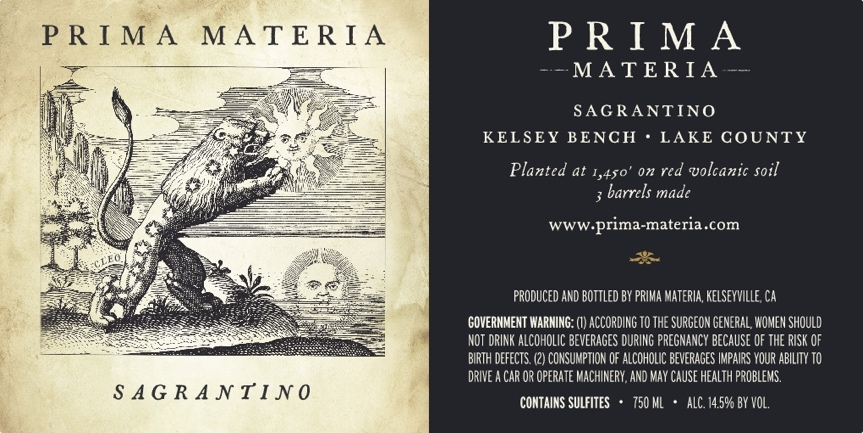 PRIMA MATERIA
CLEO
SAGRANTINO
PRIMA
MATERIA
SAGRANTINO
KELSEY BENCH • LAKE COUNTY
Planted at 1,450' on red volcanic soil
3 barrels made
www.prima-materia.com
PRODUCED AND BOTTLED BY PRIMA MATERIA, KELSEYVILLE, CA
GOVERNMENT WARNING: (1) ACCORDING TO THE SURGEON GENERAL, WOMEN SHOULD
NOT DRINK ALCOHOLIC BEVERAGES DURING PREGNANCY BECAUSE OF THE RISK OF
BIRTH DEFECTS. (2) CONSUMPTION OF ALCOHOLIC BEVERAGES IMPAIRS YOUR ABILITY TO
DRIVE A CAR OR OPERATE MACHINERY, AND MAY CAUSE HEALTH PROBLEMS.
CONTAINS SULFITES • 750 ML • ALC. 14.5% BY VOL.